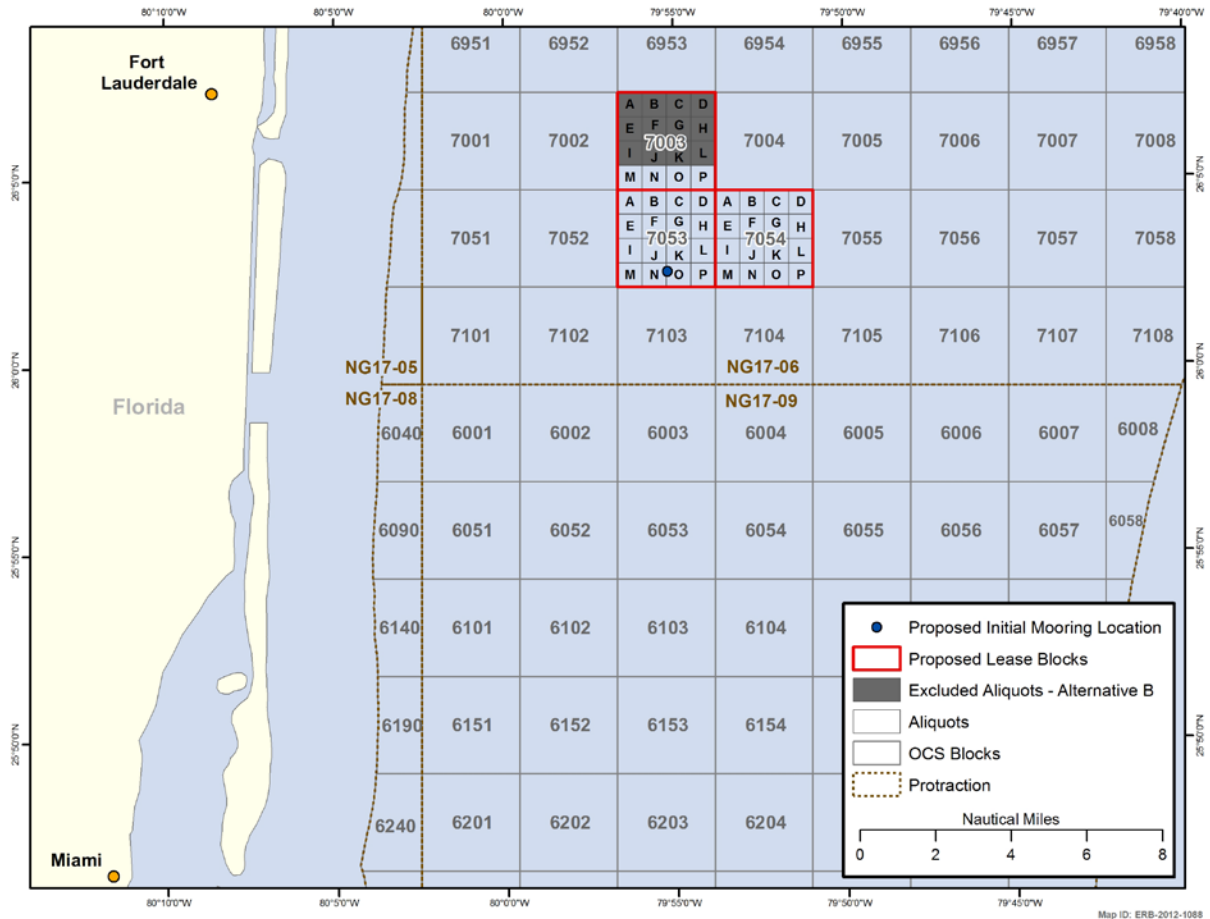 80°10'0"W 80°5'0"W 80°0'0"W 79°55'0"W 79°50'0"W 79°45'0"W 79°40'0"W
6951 6952 6953 6954 6955 6956 6957 6958
Fort
Lauderdale
A B C D
E F G H
7001 7002 7003 7004 7005 7006 7007 7008
I J K L
M N O P
26°5'0"N 26°5'0"N
A B C D A B C D
E F G H E F G H
7051 7052 7053 7054 7055 7056 7057 7058
I J K L I J K L
M N O P M N O P
7101 7102 7103 7104 7105 7106 7107 7108
26°0'0"N NG17-05 NG17-06 26°0'0"N
NG17-08 NG17-09
Florida
6040 6001 6002 6003 6004 6005 6006 6007 6008
6090 6051 6052 6053 6054 6055 6056 6057 6058
25°55'0"N 25°55'0"N
6140 6101 6102 6103 6104
6190 6151 6152 6153 6154
25°50'0"N 25°50'0"N
6240 6201 6202 6203 6204
Miami
Proposed Initial Mooring Location
Proposed Lease Blocks
Excluded Aliquots - Alternative B
Aliquots
OCS Blocks
Protraction
Nautical Miles
0 2 4 6 8
80°10'0"W 80°5'0"W 80°0'0"W 79°55'0"W 79°50'0"W 79°45'0"W
Map ID: ERB-2012-1088